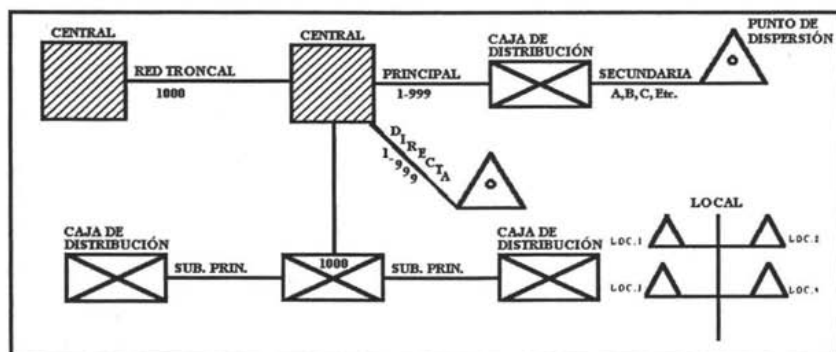 CENTRAL
RED TRONCAL
1000
CENTRAL
PRINCIPAL
1-999
CAJA DE
DISTRIBUCIÓN
SECUNDARIA
A,B,C, Etc.
PUNTO DE
DISPERSIÓN
DIRECTA
1-999
CAJA DE
DISTRIBUCIÓN
SUB. PRIN.
1000
SUB. PRIN.
CAJA DE
DISTRIBUCIÓN
LOCAL
LOC.1
LOC.2
LOC.3
LOC.4